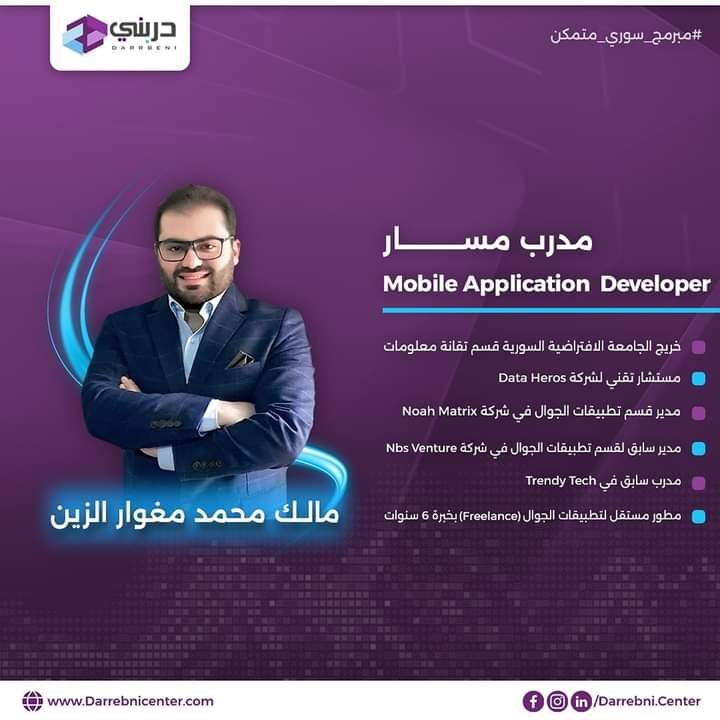 دربني
DARRBENI
#مبرمج_سوري_متمكن
مدرب مســـــــار
Mobile Application Developer
خريج الجامعة الافتراضية السورية قسم تقانة معلومات
مستشار تقني لشركة Data Heros
مدير قسم تطبيقات الجوال في شركة Noah Matrix
مدير سابق لقسم تطبيقات الجوال في شركة Nbs Venture
مدرب سابق في Trendy Tech
مطور مستقل لتطبيقات الجوال (Freelance) بخبرة 6 سنوات
مالك محمد مغوار الزين
www.Darrebnicenter.com
/Darrebni.Center